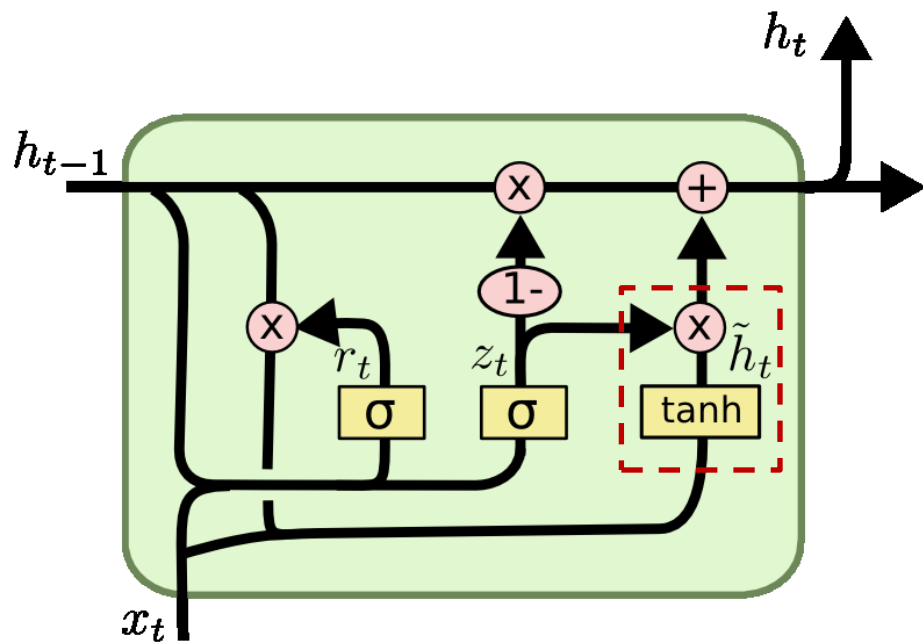 h_t
h_{t-1}
x +
1-
x r_t z_t x h̃_t
σ σ tanh
x_t